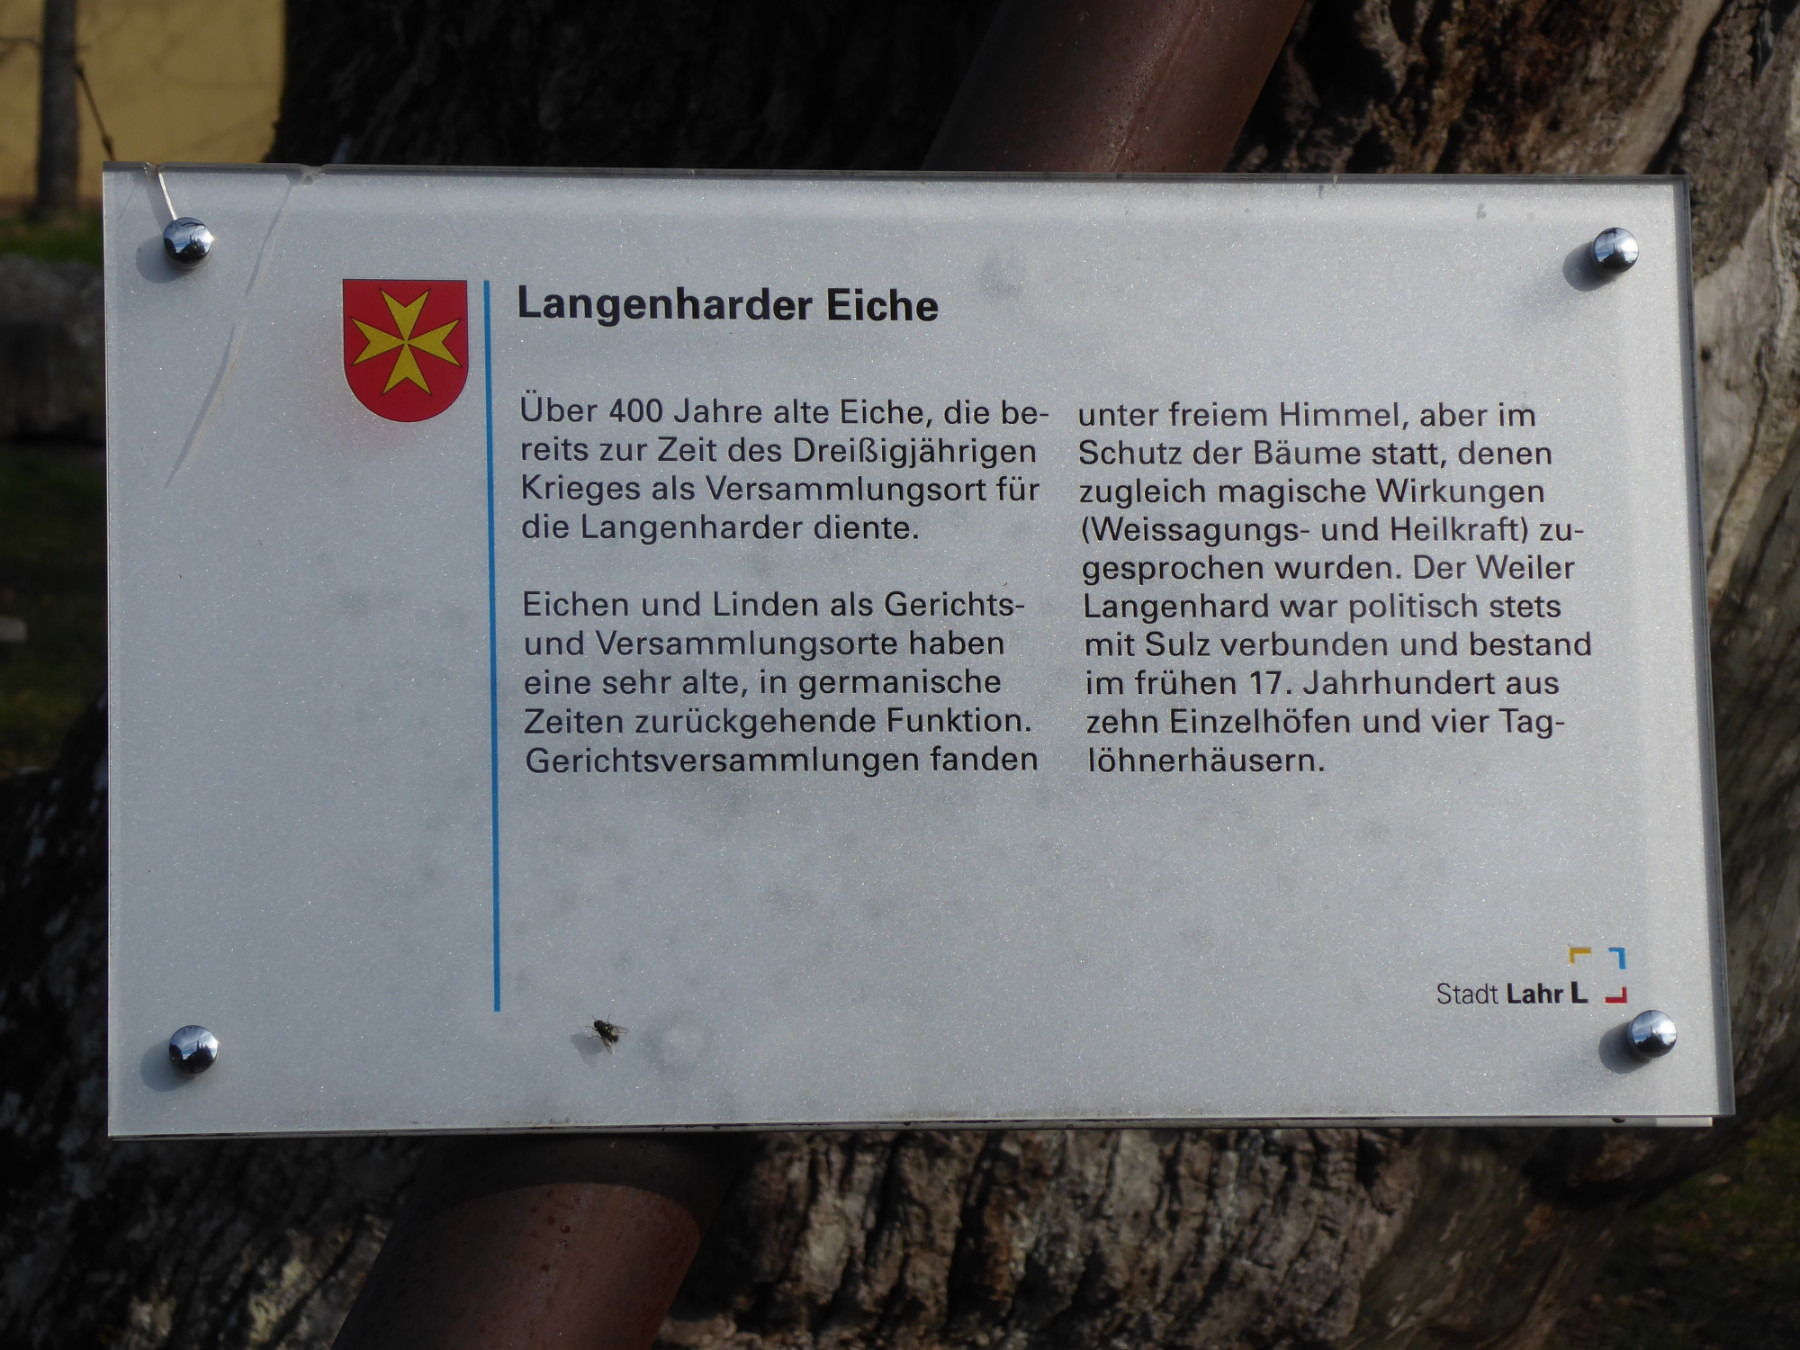 Langenharder Eiche
Über 400 Jahre alte Eiche, die be-
reits zur Zeit des Dreißigjährigen
Krieges als Versammlungsort für
die Langenharder diente.
Eichen und Linden als Gerichts-
und Versammlungsorte haben
eine sehr alte, in germanische
Zeiten zurückgehende Funktion.
Gerichtsversammlungen fanden
unter freiem Himmel, aber im
Schutz der Bäume statt, denen
zugleich magische Wirkungen
(Weissagungs- und Heilkraft) zu-
gesprochen wurden. Der Weiler
Langenhard war politisch stets
mit Sulz verbunden und bestand
im frühen 17. Jahrhundert aus
zehn Einzelhöfen und vier Tag-
löhnerhäusern.
Stadt Lahr L